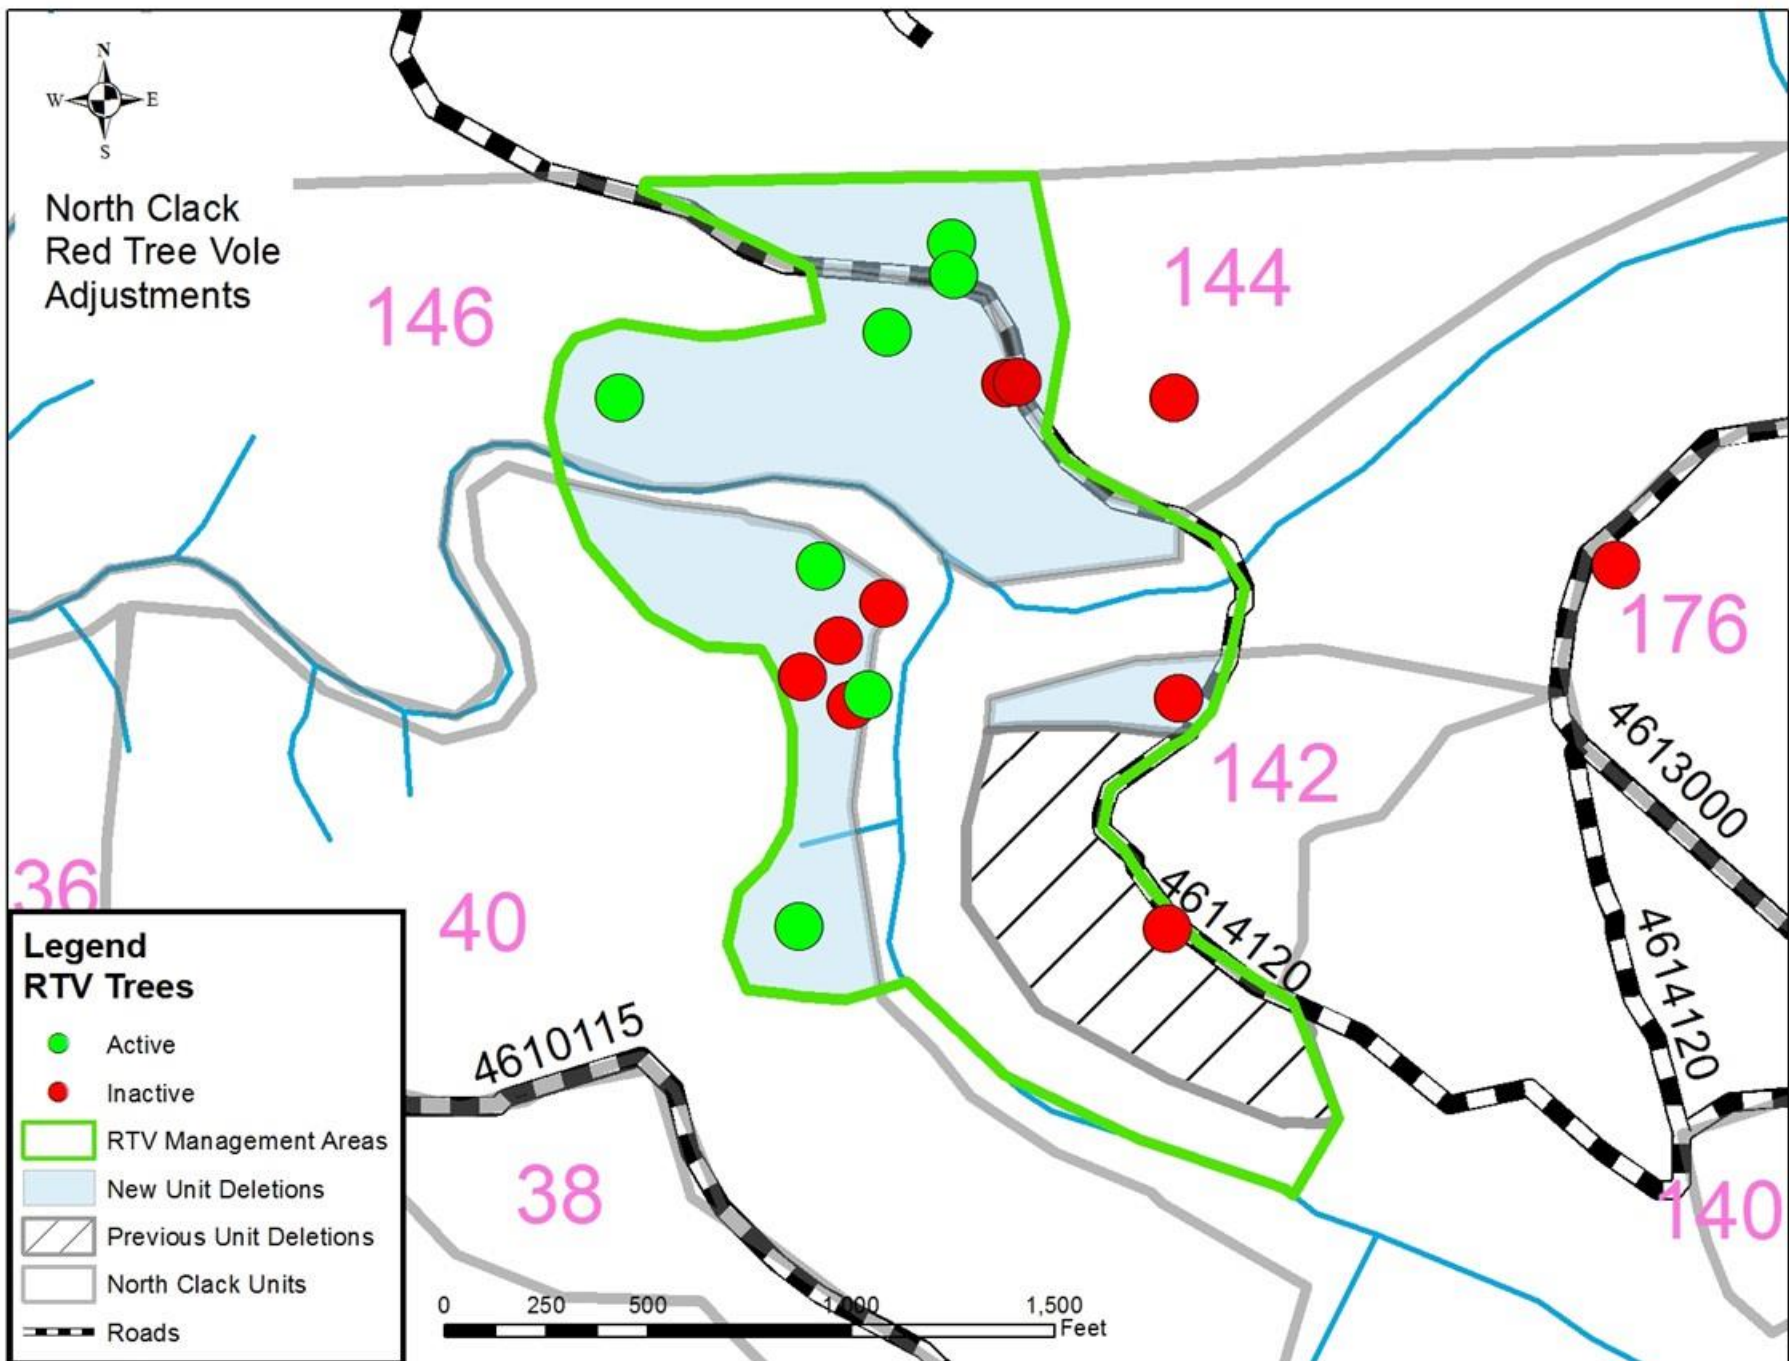 N
W E
S
North Clack
Red Tree Vole
Adjustments
146
144
176
142
4613000
36
40
4614120
4614120
4610115
38
140
Legend
RTV Trees
Active
Inactive
RTV Management Areas
New Unit Deletions
Previous Unit Deletions
North Clack Units
Roads
0 250 500 1,000 1,500
Feet